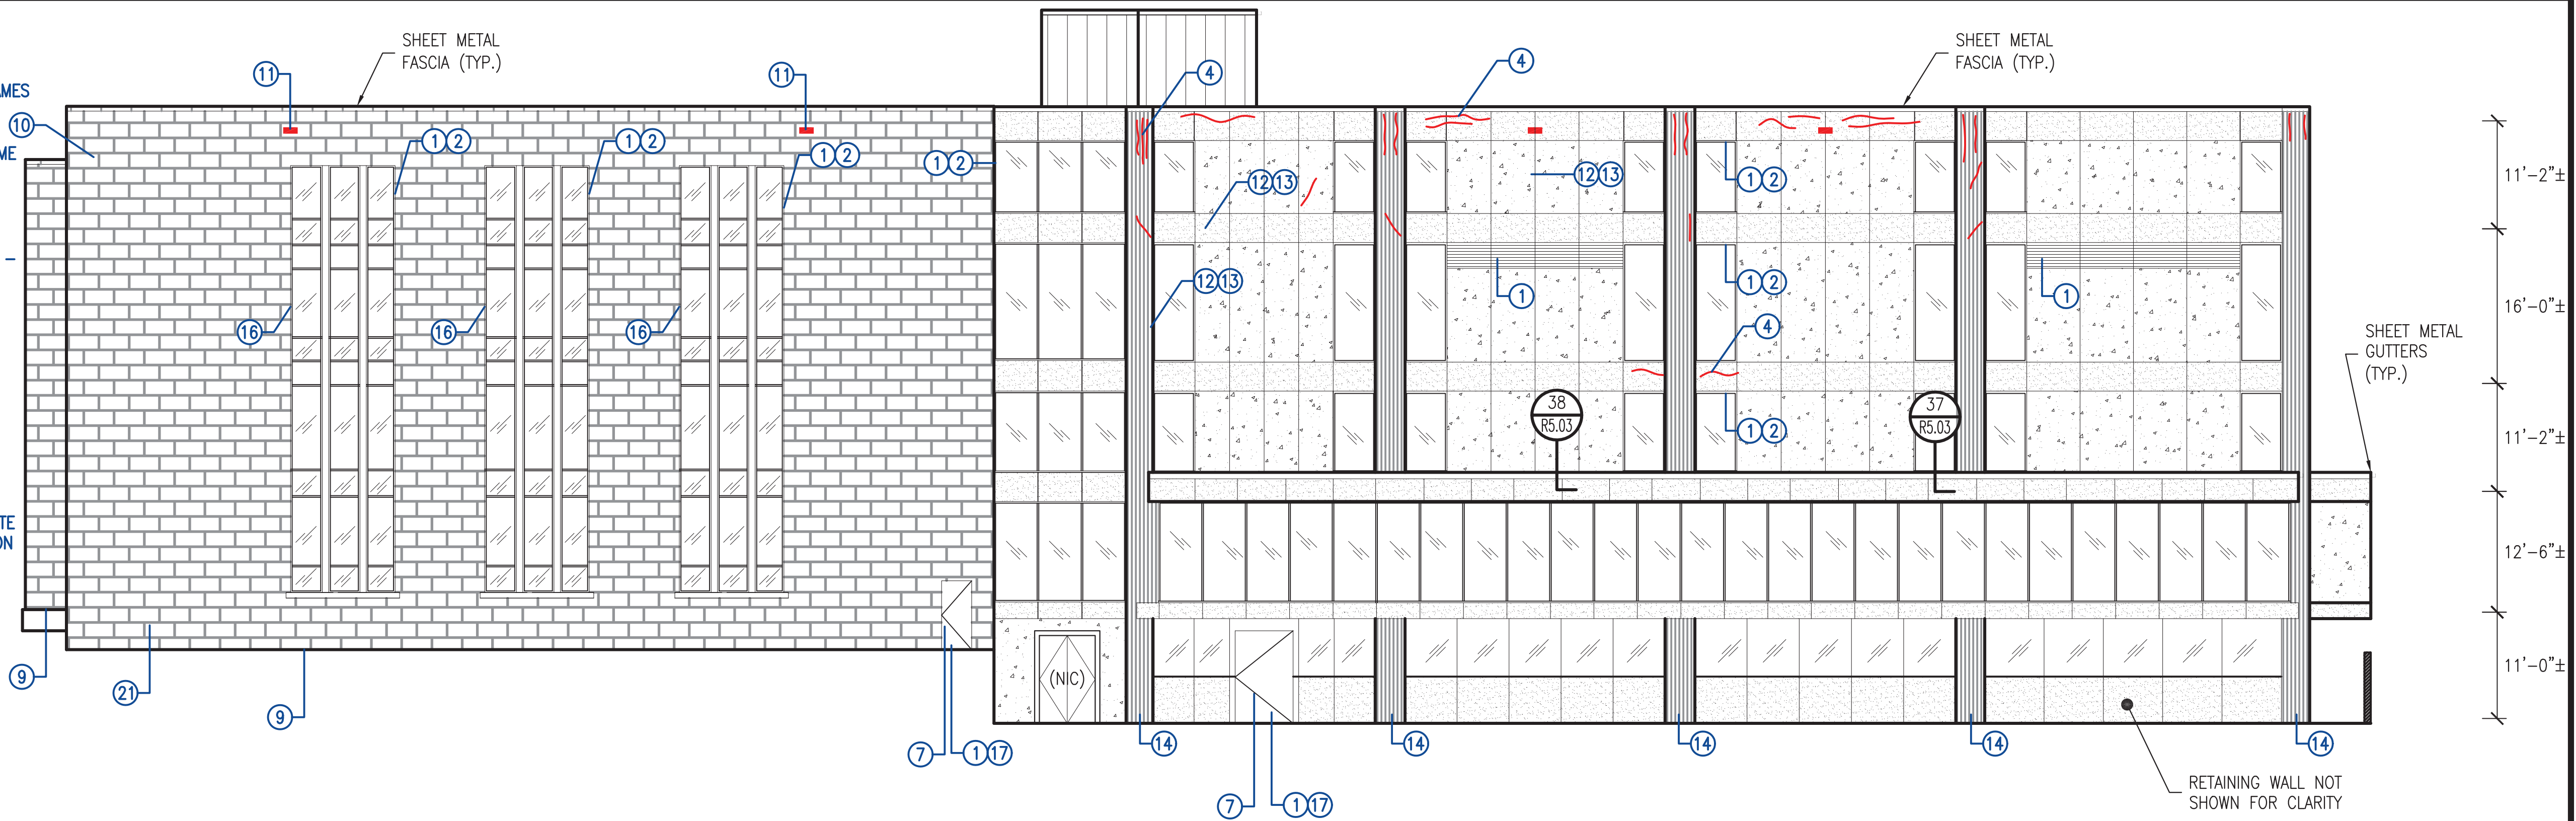 SHEET METAL
FASCIA (TYP.)
SHEET METAL
FASCIA (TYP.)
11
11
4
4
AMES
10
ME
1 2
1 2
1 2
1 2
12 13
12 13
1 2
11'-2"±
–
12 13
1 2
1
1
16'-0"±
16
16
16
4
SHEET METAL
GUTTERS
(TYP.)
38
R5.03
37
R5.03
1 2
11'-2"±
TE
ON
12'-6"±
9
21
9
(NIC)
11'-0"±
7
1 17
14
14
14
14
14
7
1 17
RETAINING WALL NOT
SHOWN FOR CLARITY